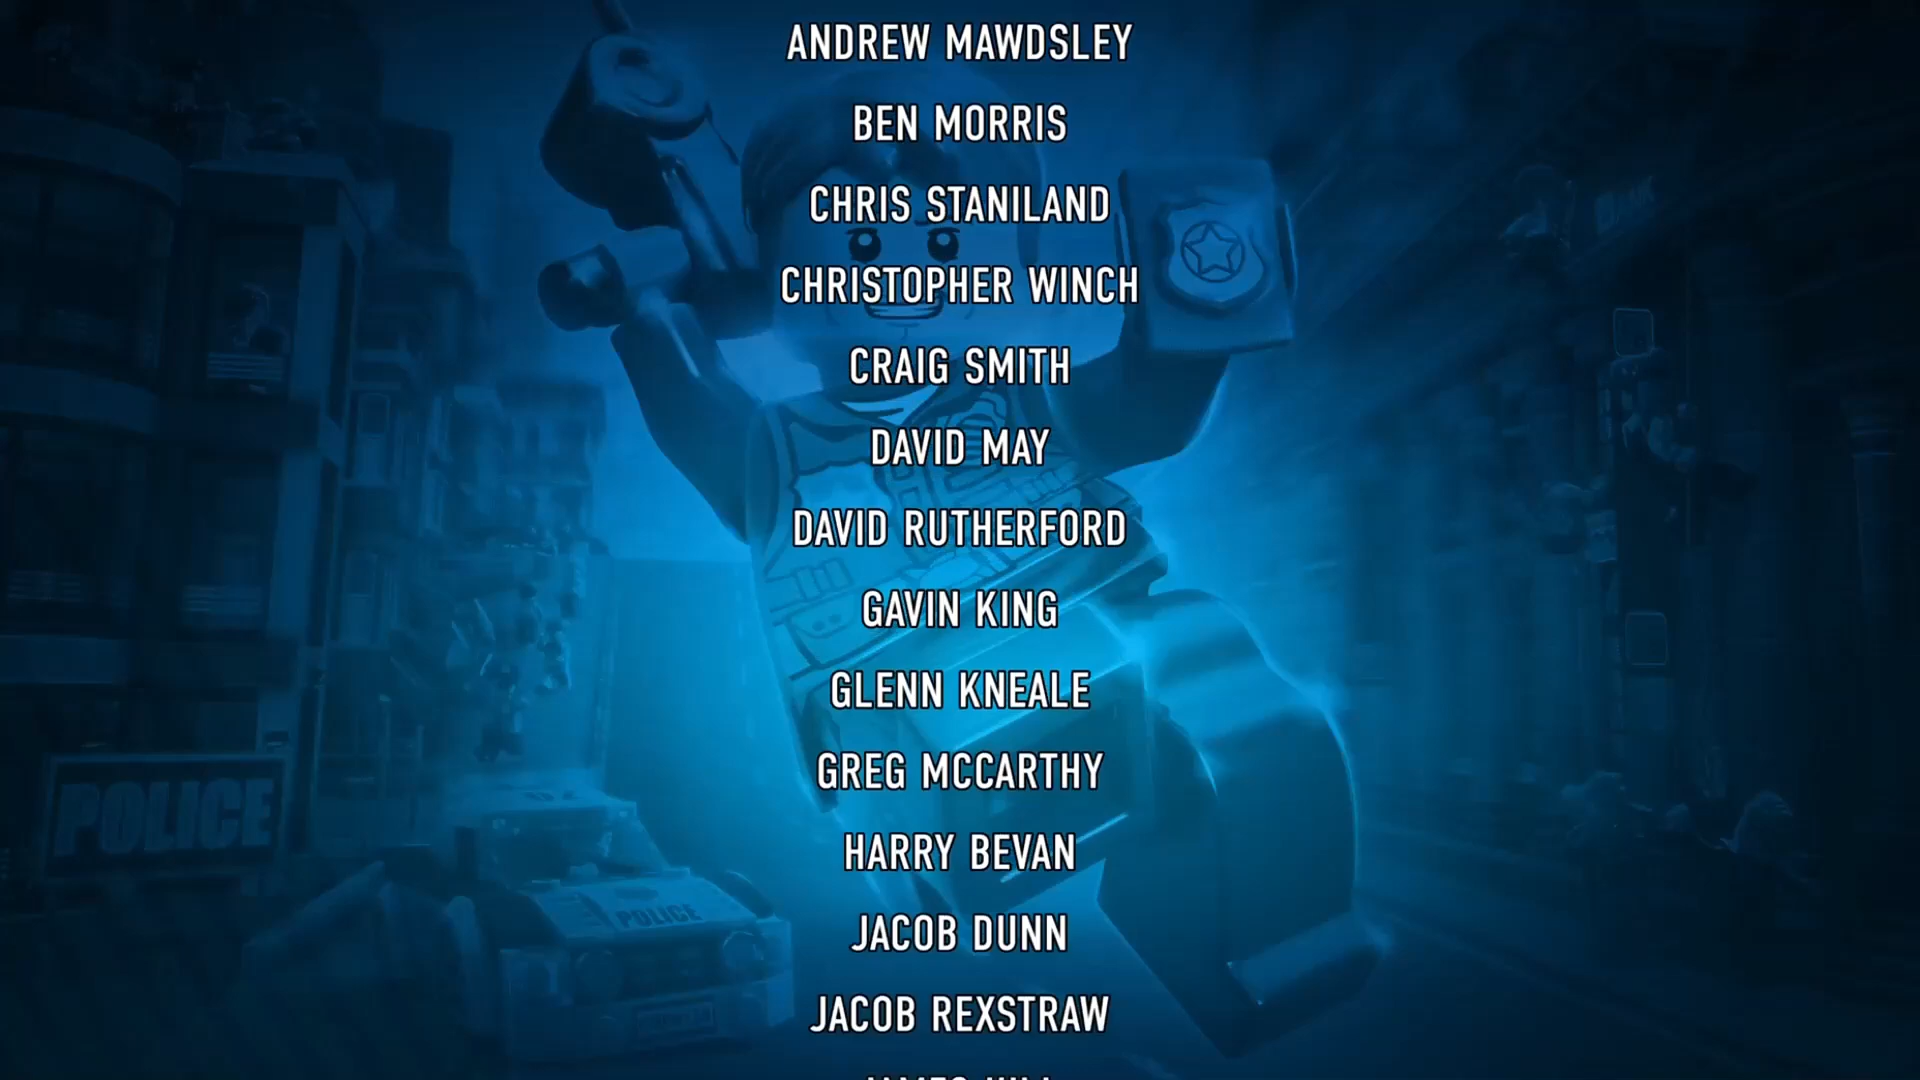 ANDREW MAWDSLEY
BEN MORRIS
CHRIS STANILAND
CHRISTOPHER WINCH
CRAIG SMITH
DAVID MAY
DAVID RUTHERFORD
GAVIN KING
GLENN KNEALE
GREG MCCARTHY
HARRY BEVAN
POLICE
POLICE
JACOB DUNN
JACOB REXSTRAW